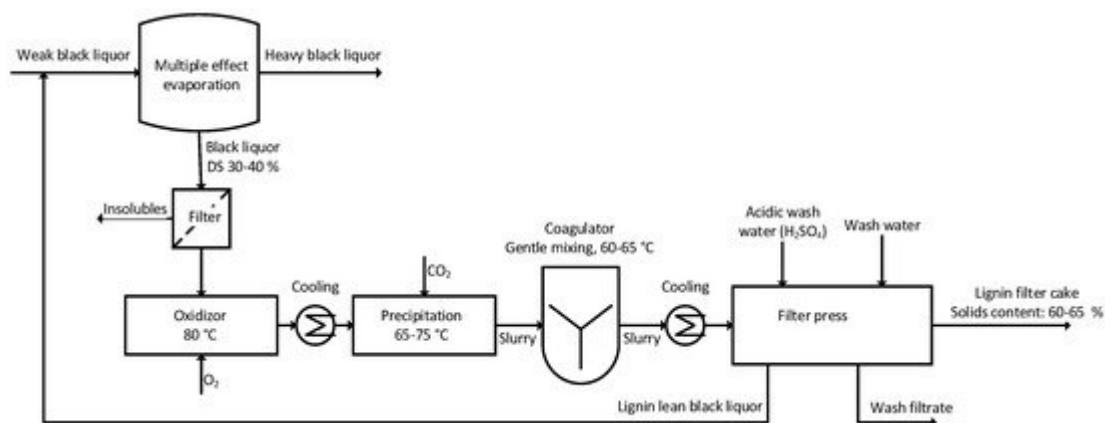 Weak black liquor
Multiple effect
evaporation
Heavy black liquor
Black liquor
DS 30-40 %
Insolubles
Filter
Oxidizor
80 °C
O₂
Cooling
CO₂
Precipitation
65-75 °C
Slurry
Coagulator
Gentle mixing, 60-65 °C
Slurry
Cooling
Acidic wash
water (H₂SO₄)
Wash water
Filter press
Lignin filter cake
Solids content: 60-65 %
Lignin lean black liquor
Wash filtrate